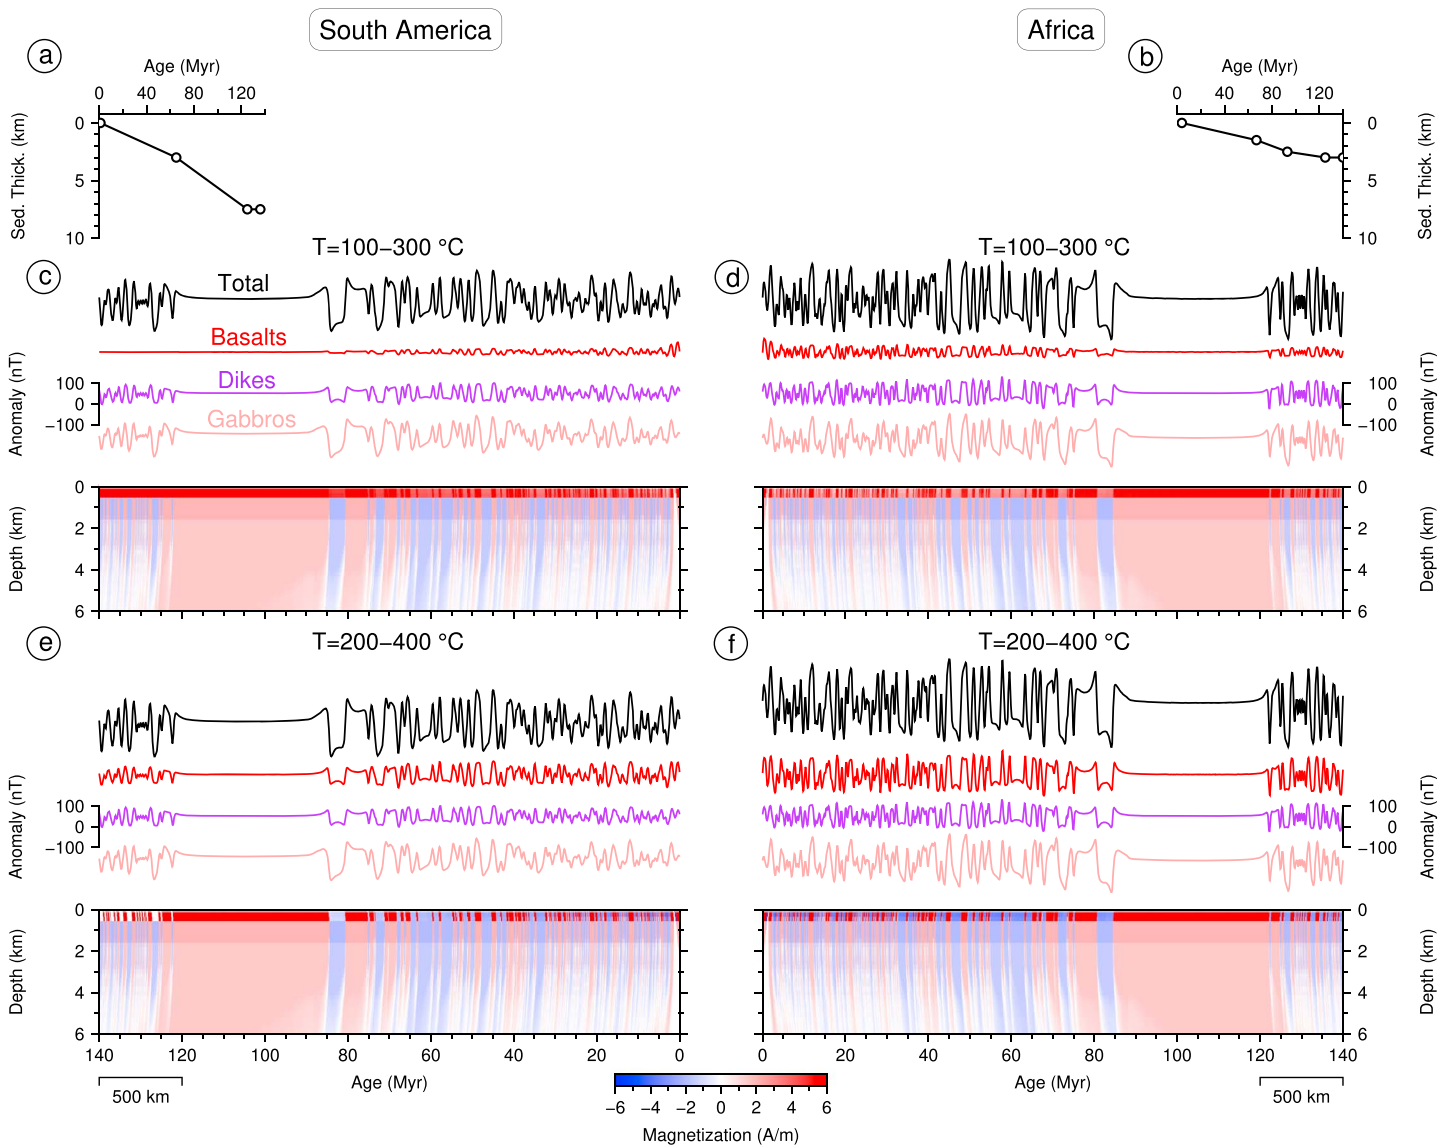 South America
Africa
a
b
Age (Myr)
Age (Myr)
0 40 80 120
0 40 80 120
Sed. Thick. (km)
0
5
10
0
5
10
Sed. Thick. (km)
T=100–300 °C
T=100–300 °C
c
d
Total
Basalts
Dikes
Gabbros
Anomaly (nT)
100
0
−100
100
0
−100
Anomaly (nT)
Depth (km)
0
2
4
6
0
2
4
6
Depth (km)
e
T=200–400 °C
f
T=200–400 °C
Anomaly (nT)
100
0
−100
100
0
−100
Anomaly (nT)
Depth (km)
0
2
4
6
0
2
4
6
Depth (km)
140 120 100 80 60 40 20 0
0 20 40 60 80 100 120 140
Age (Myr)
Age (Myr)
500 km
500 km
−6 −4 −2 0 2 4 6
Magnetization (A/m)